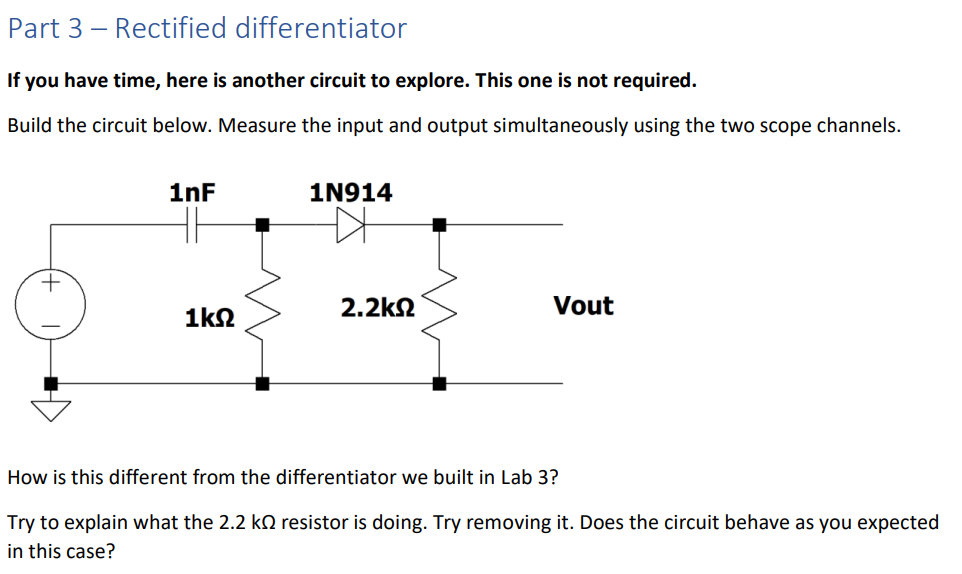 Part 3 – Rectified differentiator
If you have time, here is another circuit to explore. This one is not required.
Build the circuit below. Measure the input and output simultaneously using the two scope channels.
1nF 1N914
1kΩ 2.2kΩ Vout
How is this different from the differentiator we built in Lab 3?
Try to explain what the 2.2 kΩ resistor is doing. Try removing it. Does the circuit behave as you expected
in this case?